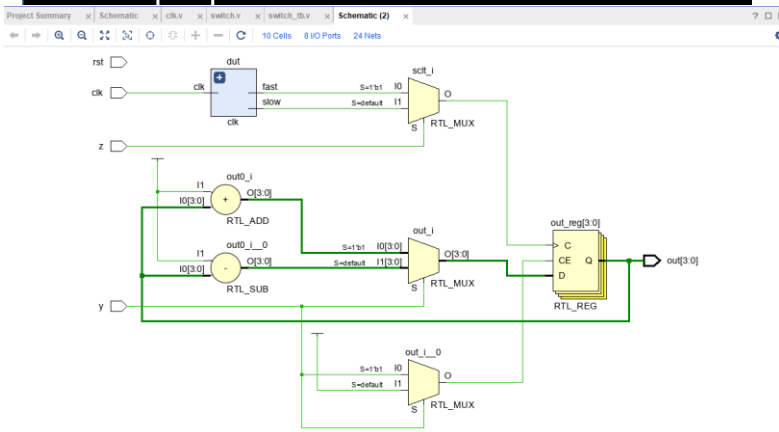 Project Summary × Schematic × clk.v × switch.v × switch_tb.v × Schematic (2) ×
10 Cells 8 I/O Ports 24 Nets
rst
dut
sclt_i
clk
clk
fast
S=1'b1
I0
O
slow
S=default
I1
clk
S
RTL_MUX
z
out0_i
I1
O[3:0]
I0[3:0]
+
RTL_ADD
out_i
out_reg[3:0]
out0_i__0
S=1'b1
I0[3:0]
O[3:0]
C
I1
O[3:0]
S=default
I1[3:0]
CE
Q
out[3:0]
I0[3:0]
-
D
RTL_SUB
S
RTL_MUX
y
RTL_REG
out_i__0
S=1'b1
I0
O
S=default
I1
S
RTL_MUX